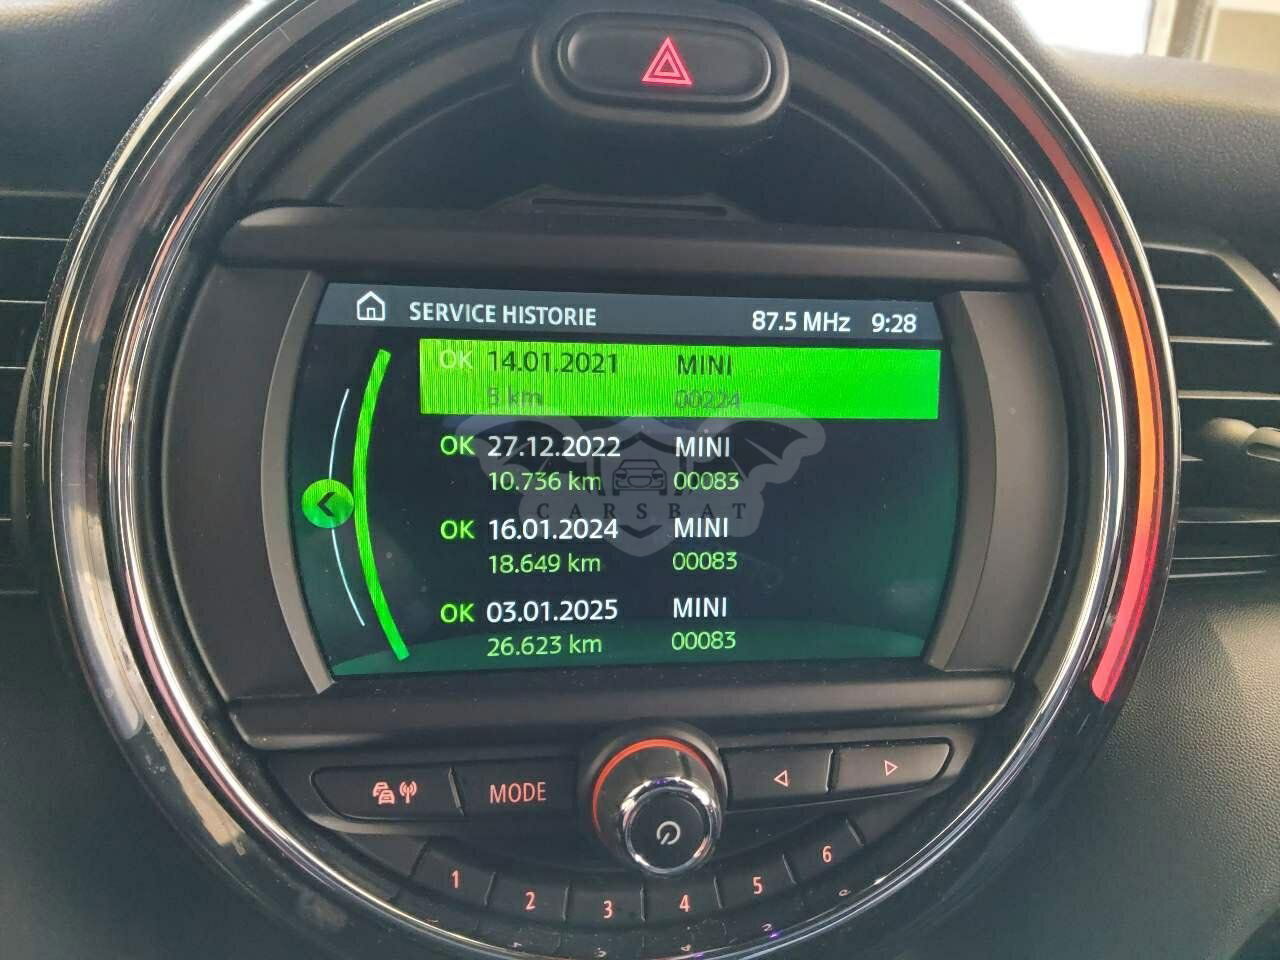 SERVICE HISTORIE 87.5 MHz 9:28
OK 14.01.2021 MINI
5 km 00224
OK 27.12.2022 MINI
10.736 km 00083
CARSBAT
OK 16.01.2024 MINI
18.649 km 00083
OK 03.01.2025 MINI
26.623 km 00083
MODE
1 2 3 4 5 6